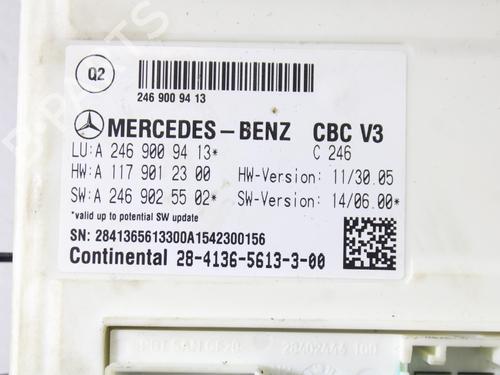 Q2
246 900 94 13
MERCEDES-BENZ CBC V3
LU:A 246 900 94 13* C 246
HW:A 117 901 23 00 HW-Version: 11/30.05
SW:A 246 902 55 02* SW-Version: 14/06.00*
*valid up to potential SW update
SN: 2841365613300A1542300156
Continental 28-4136-5613-3-00
PBT